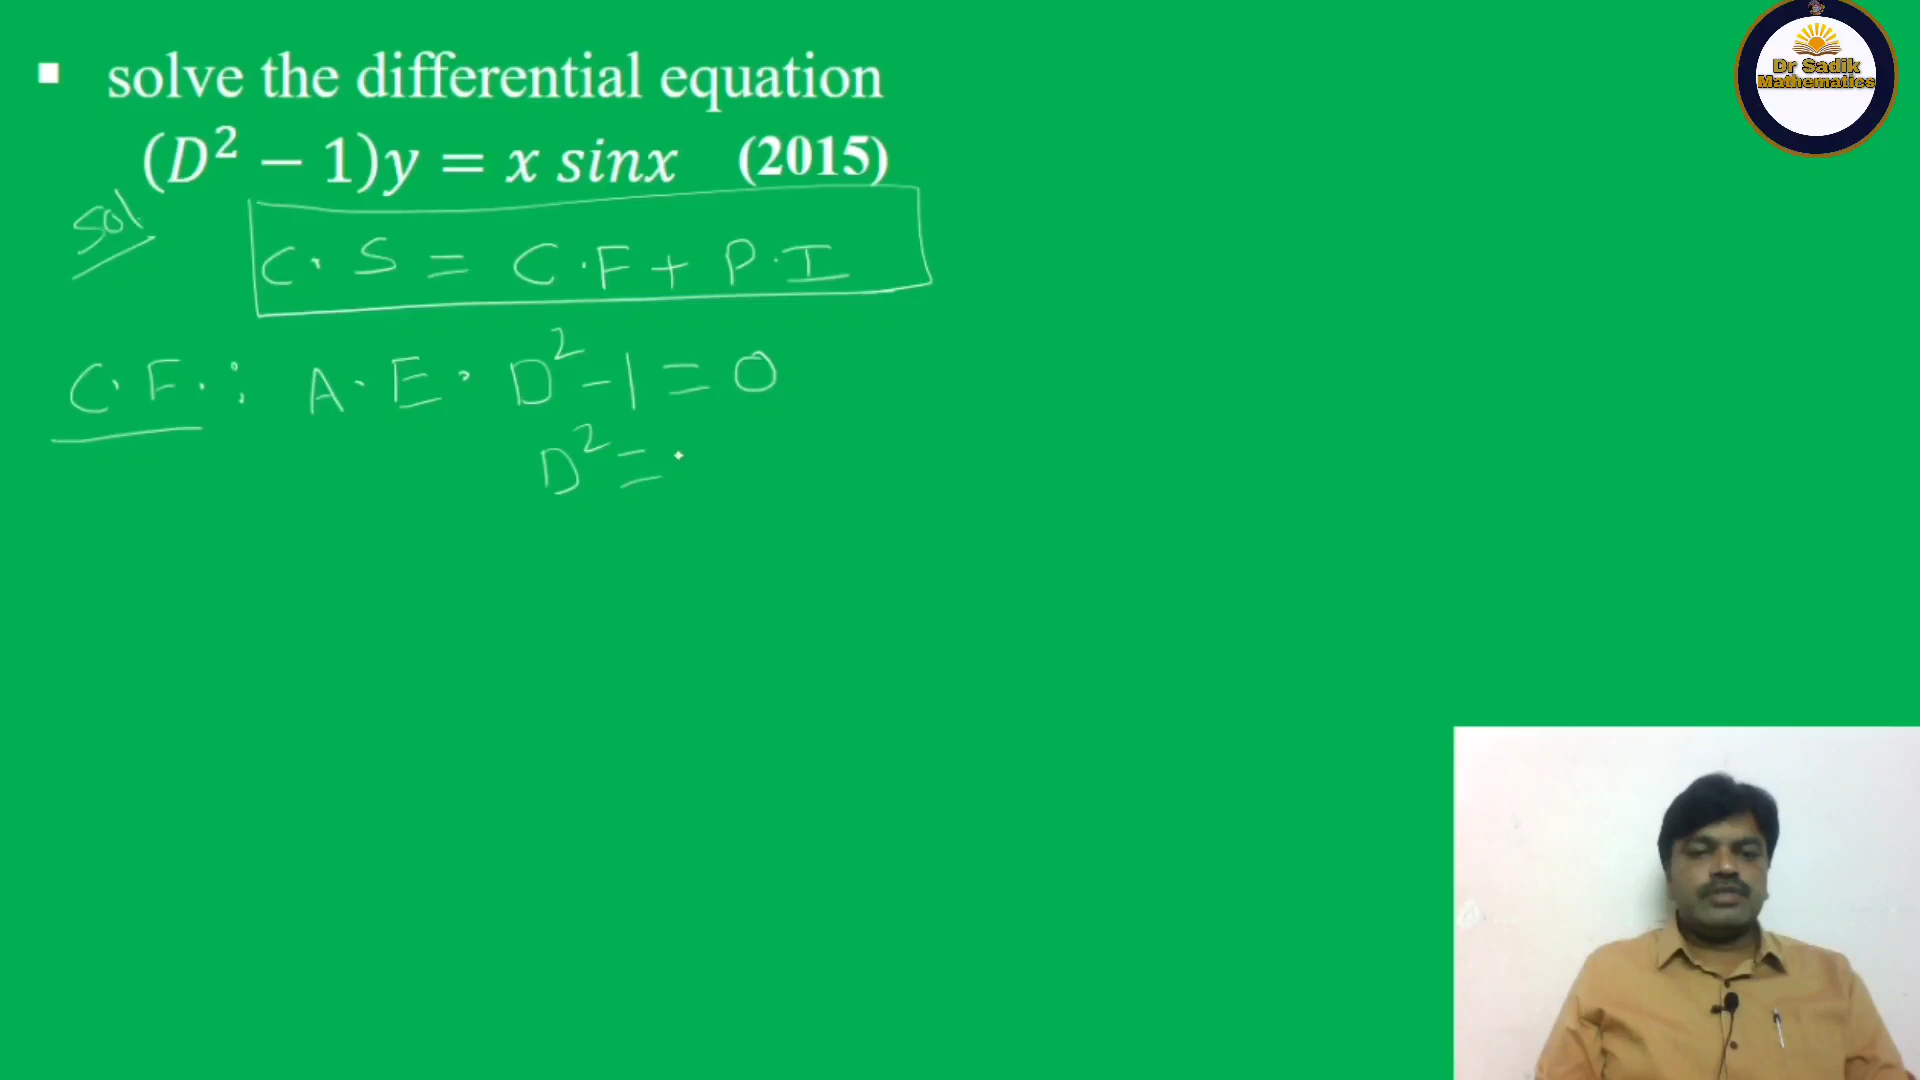 ▪ solve the differential equation
(D² − 1)y = x sinx (2015)
Sol
C.S = C.F + P.I
C.F. : A.E. D² − 1 = 0
D² =
Dr Sadik
Mathematics